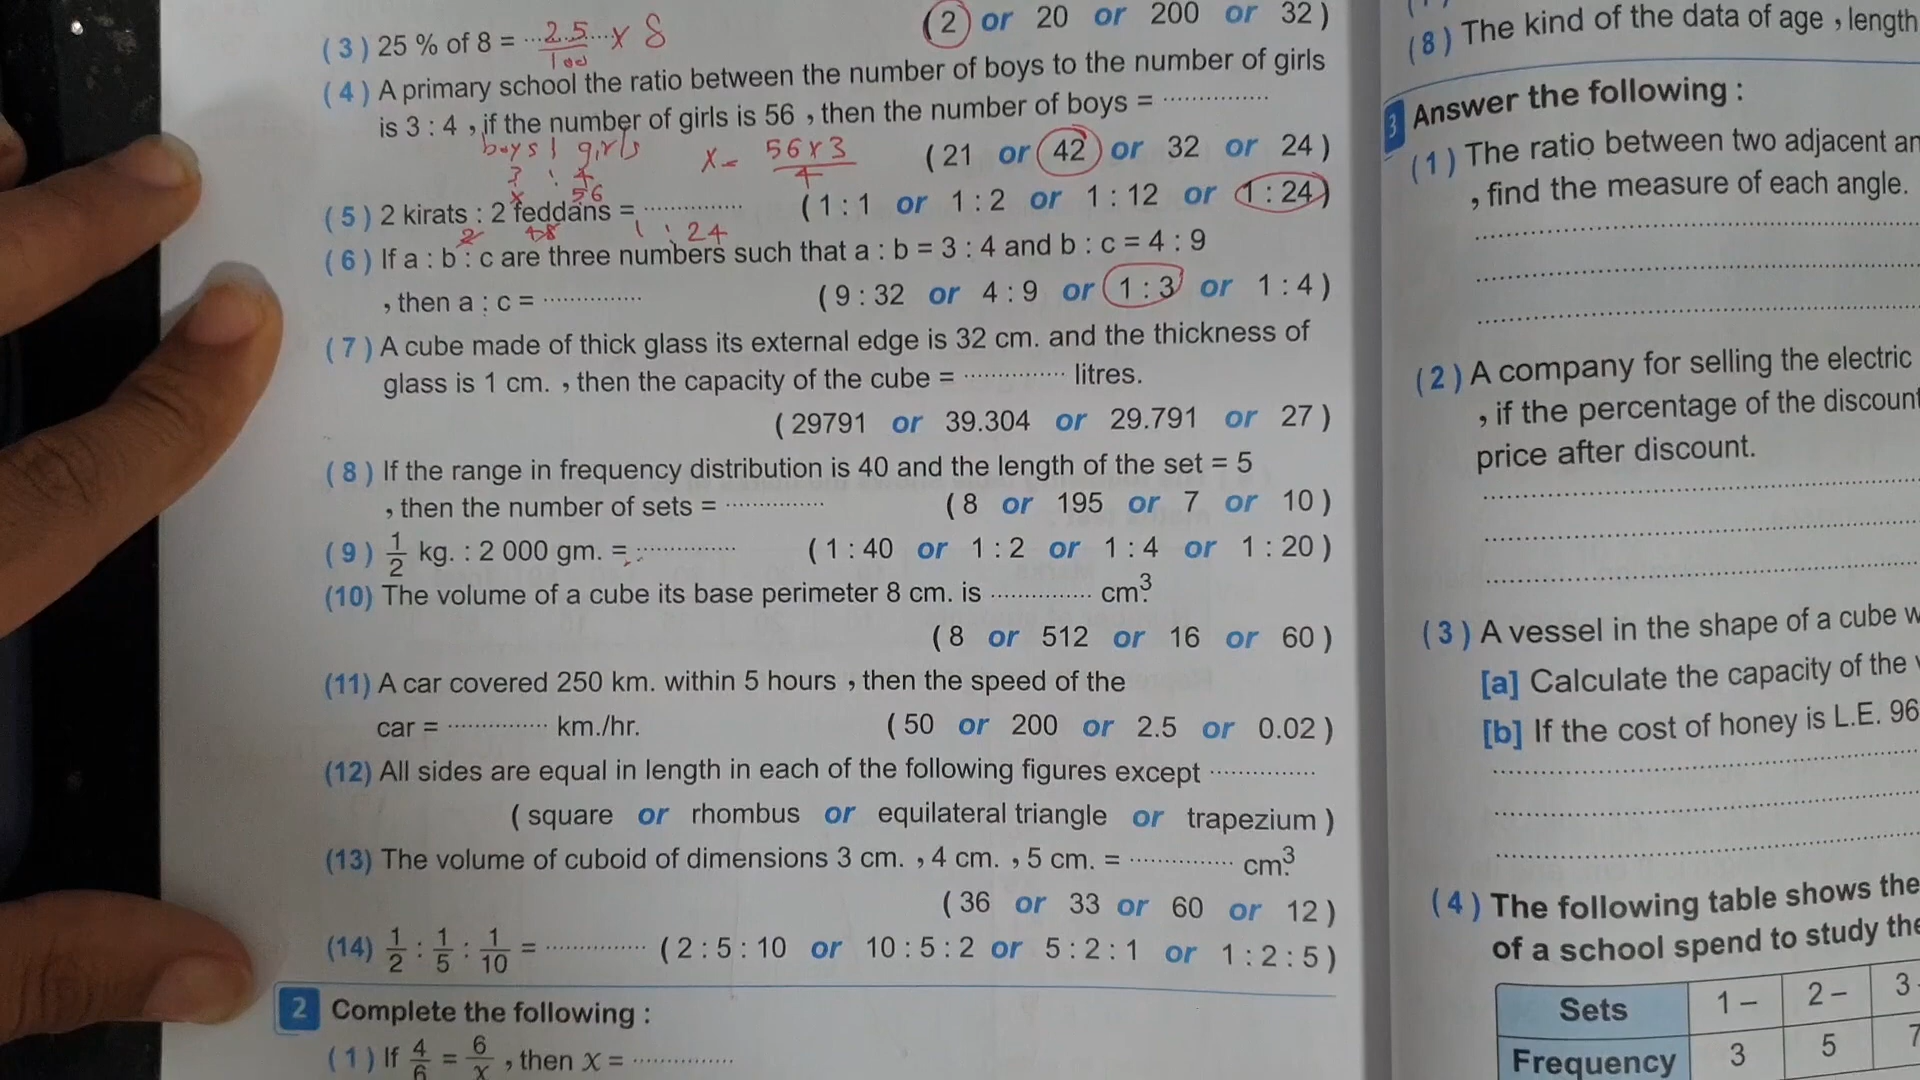 (3) 25 % of 8 = 25/100 x 8 (2 or 20 or 200 or 32)
(4) A primary school the ratio between the number of boys to the number of girls
is 3 : 4 , if the number of girls is 56 , then the number of boys = ..............
boys : girls
3 : 4
x 56
x = 56 x 3 / 4
(21 or 42 or 32 or 24)
(5) 2 kirats : 2 feddans = .............. (1 : 1 or 1 : 2 or 1 : 12 or 1 : 24)
2 48 1 : 24
(6) If a : b : c are three numbers such that a : b = 3 : 4 and b : c = 4 : 9
, then a : c = .............. (9 : 32 or 4 : 9 or 1 : 3 or 1 : 4)
(7) A cube made of thick glass its external edge is 32 cm. and the thickness of
glass is 1 cm. , then the capacity of the cube = .............. litres.
(29791 or 39.304 or 29.791 or 27)
(8) If the range in frequency distribution is 40 and the length of the set = 5
, then the number of sets = .............. (8 or 195 or 7 or 10)
(9) 1/2 kg. : 2 000 gm. = .............. (1 : 40 or 1 : 2 or 1 : 4 or 1 : 20)
(10) The volume of a cube its base perimeter 8 cm. is .............. cm³.
(8 or 512 or 16 or 60)
(11) A car covered 250 km. within 5 hours , then the speed of the
car = .............. km./hr. (50 or 200 or 2.5 or 0.02)
(12) All sides are equal in length in each of the following figures except ..............
(square or rhombus or equilateral triangle or trapezium)
(13) The volume of cuboid of dimensions 3 cm. , 4 cm. , 5 cm. = .............. cm³.
(36 or 33 or 60 or 12)
(14) 1/2 : 1/5 : 1/10 = .............. (2 : 5 : 10 or 10 : 5 : 2 or 5 : 2 : 1 or 1 : 2 : 5)
2 Complete the following :
(1) If 4/6 = 6/x , then x = ..............
(8) The kind of the data of age , length
3 Answer the following :
(1) The ratio between two adjacent an
, find the measure of each angle.
(2) A company for selling the electric
, if the percentage of the discount
price after discount.
(3) A vessel in the shape of a cube w
[a] Calculate the capacity of the
[b] If the cost of honey is L.E. 96
(4) The following table shows the
of a school spend to study the
Sets 1 – 2 – 3
Frequency 3 5 7